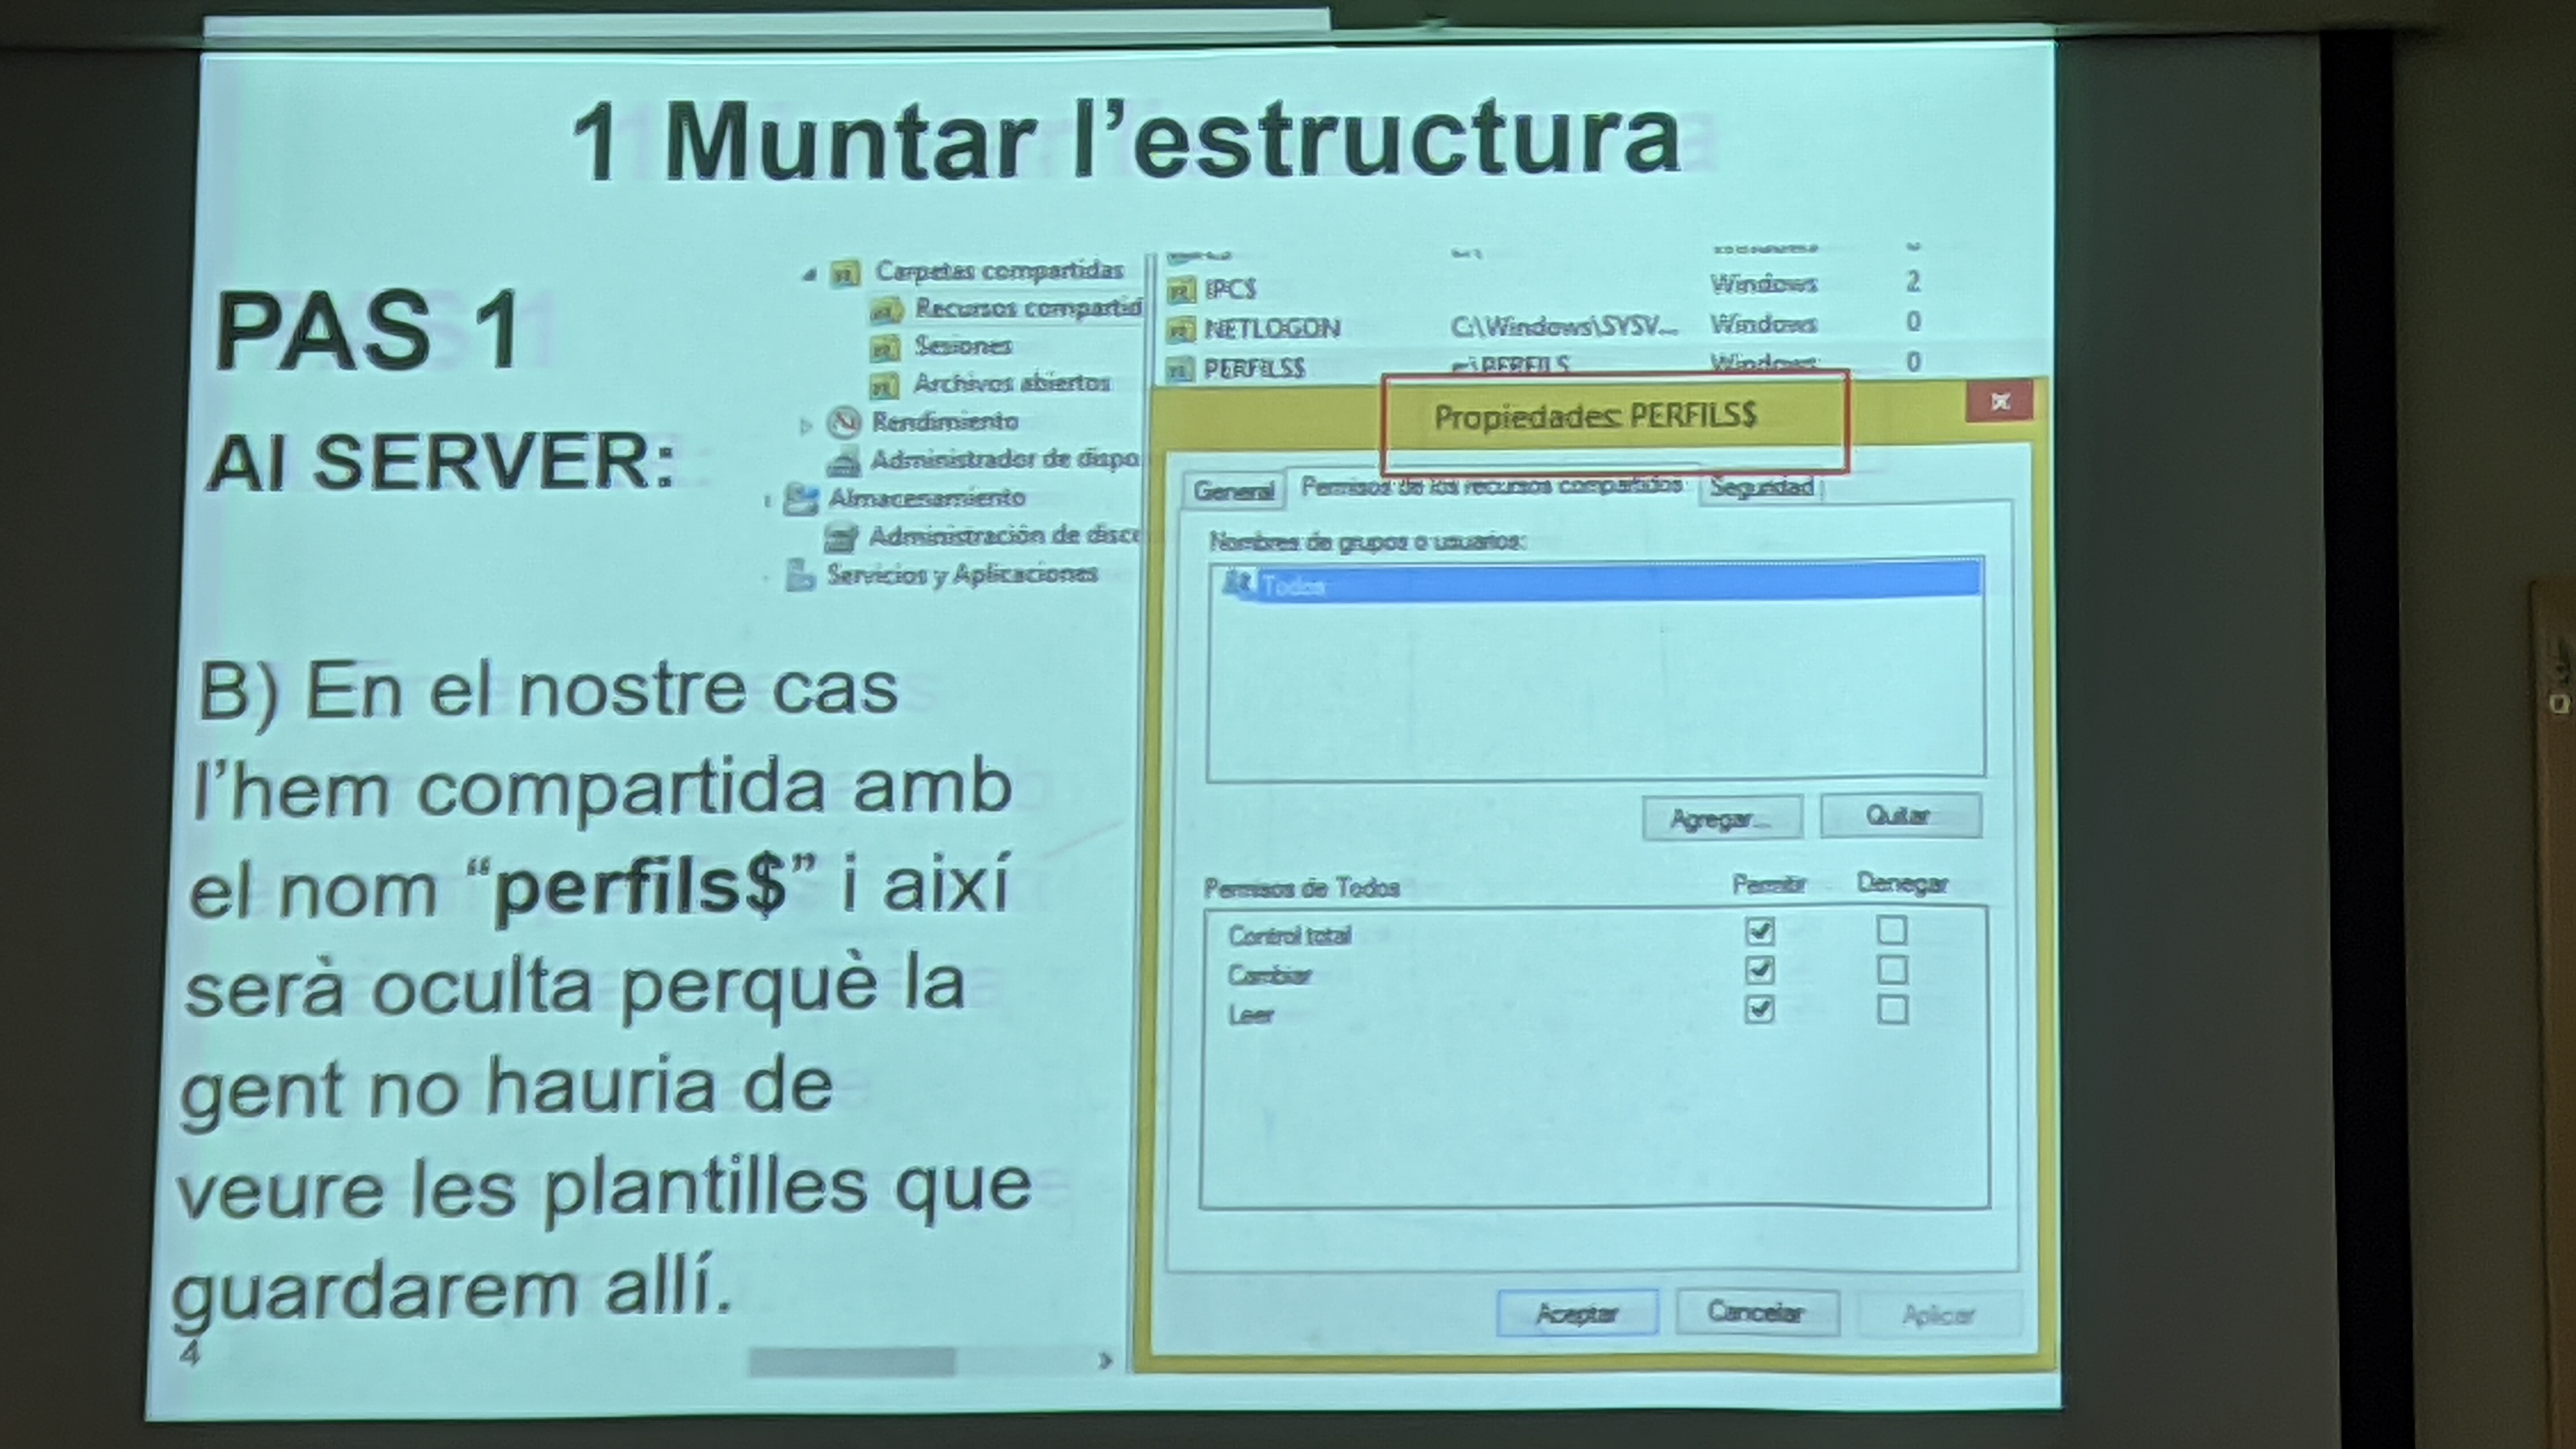 1 Muntar l'estructura
PAS 1
Al SERVER:
B) En el nostre cas
l'hem compartida amb
el nom “perfils$” i així
serà oculta perquè la
gent no hauria de
veure les plantilles que
guardarem allí.
4
Carpetas compartidas
Recursos compartid
Sesiones
Archivos abiertos
Rendimiento
Administrador de dispo
Almacenamiento
Administración de disco
Servicios y Aplicaciones
IPC$ Windows 2
NETLOGON C:\Windows\SYSV... Windows 0
PERFILS$ e:\PERFILS Windows 0
Propiedades: PERFILS$
General Permisos de los recursos compartidos Seguridad
Nombres de grupos o usuarios:
Todos
Agregar... Quitar
Permisos de Todos Permitir Denegar
Control total
Cambiar
Leer
Aceptar Cancelar Aplicar